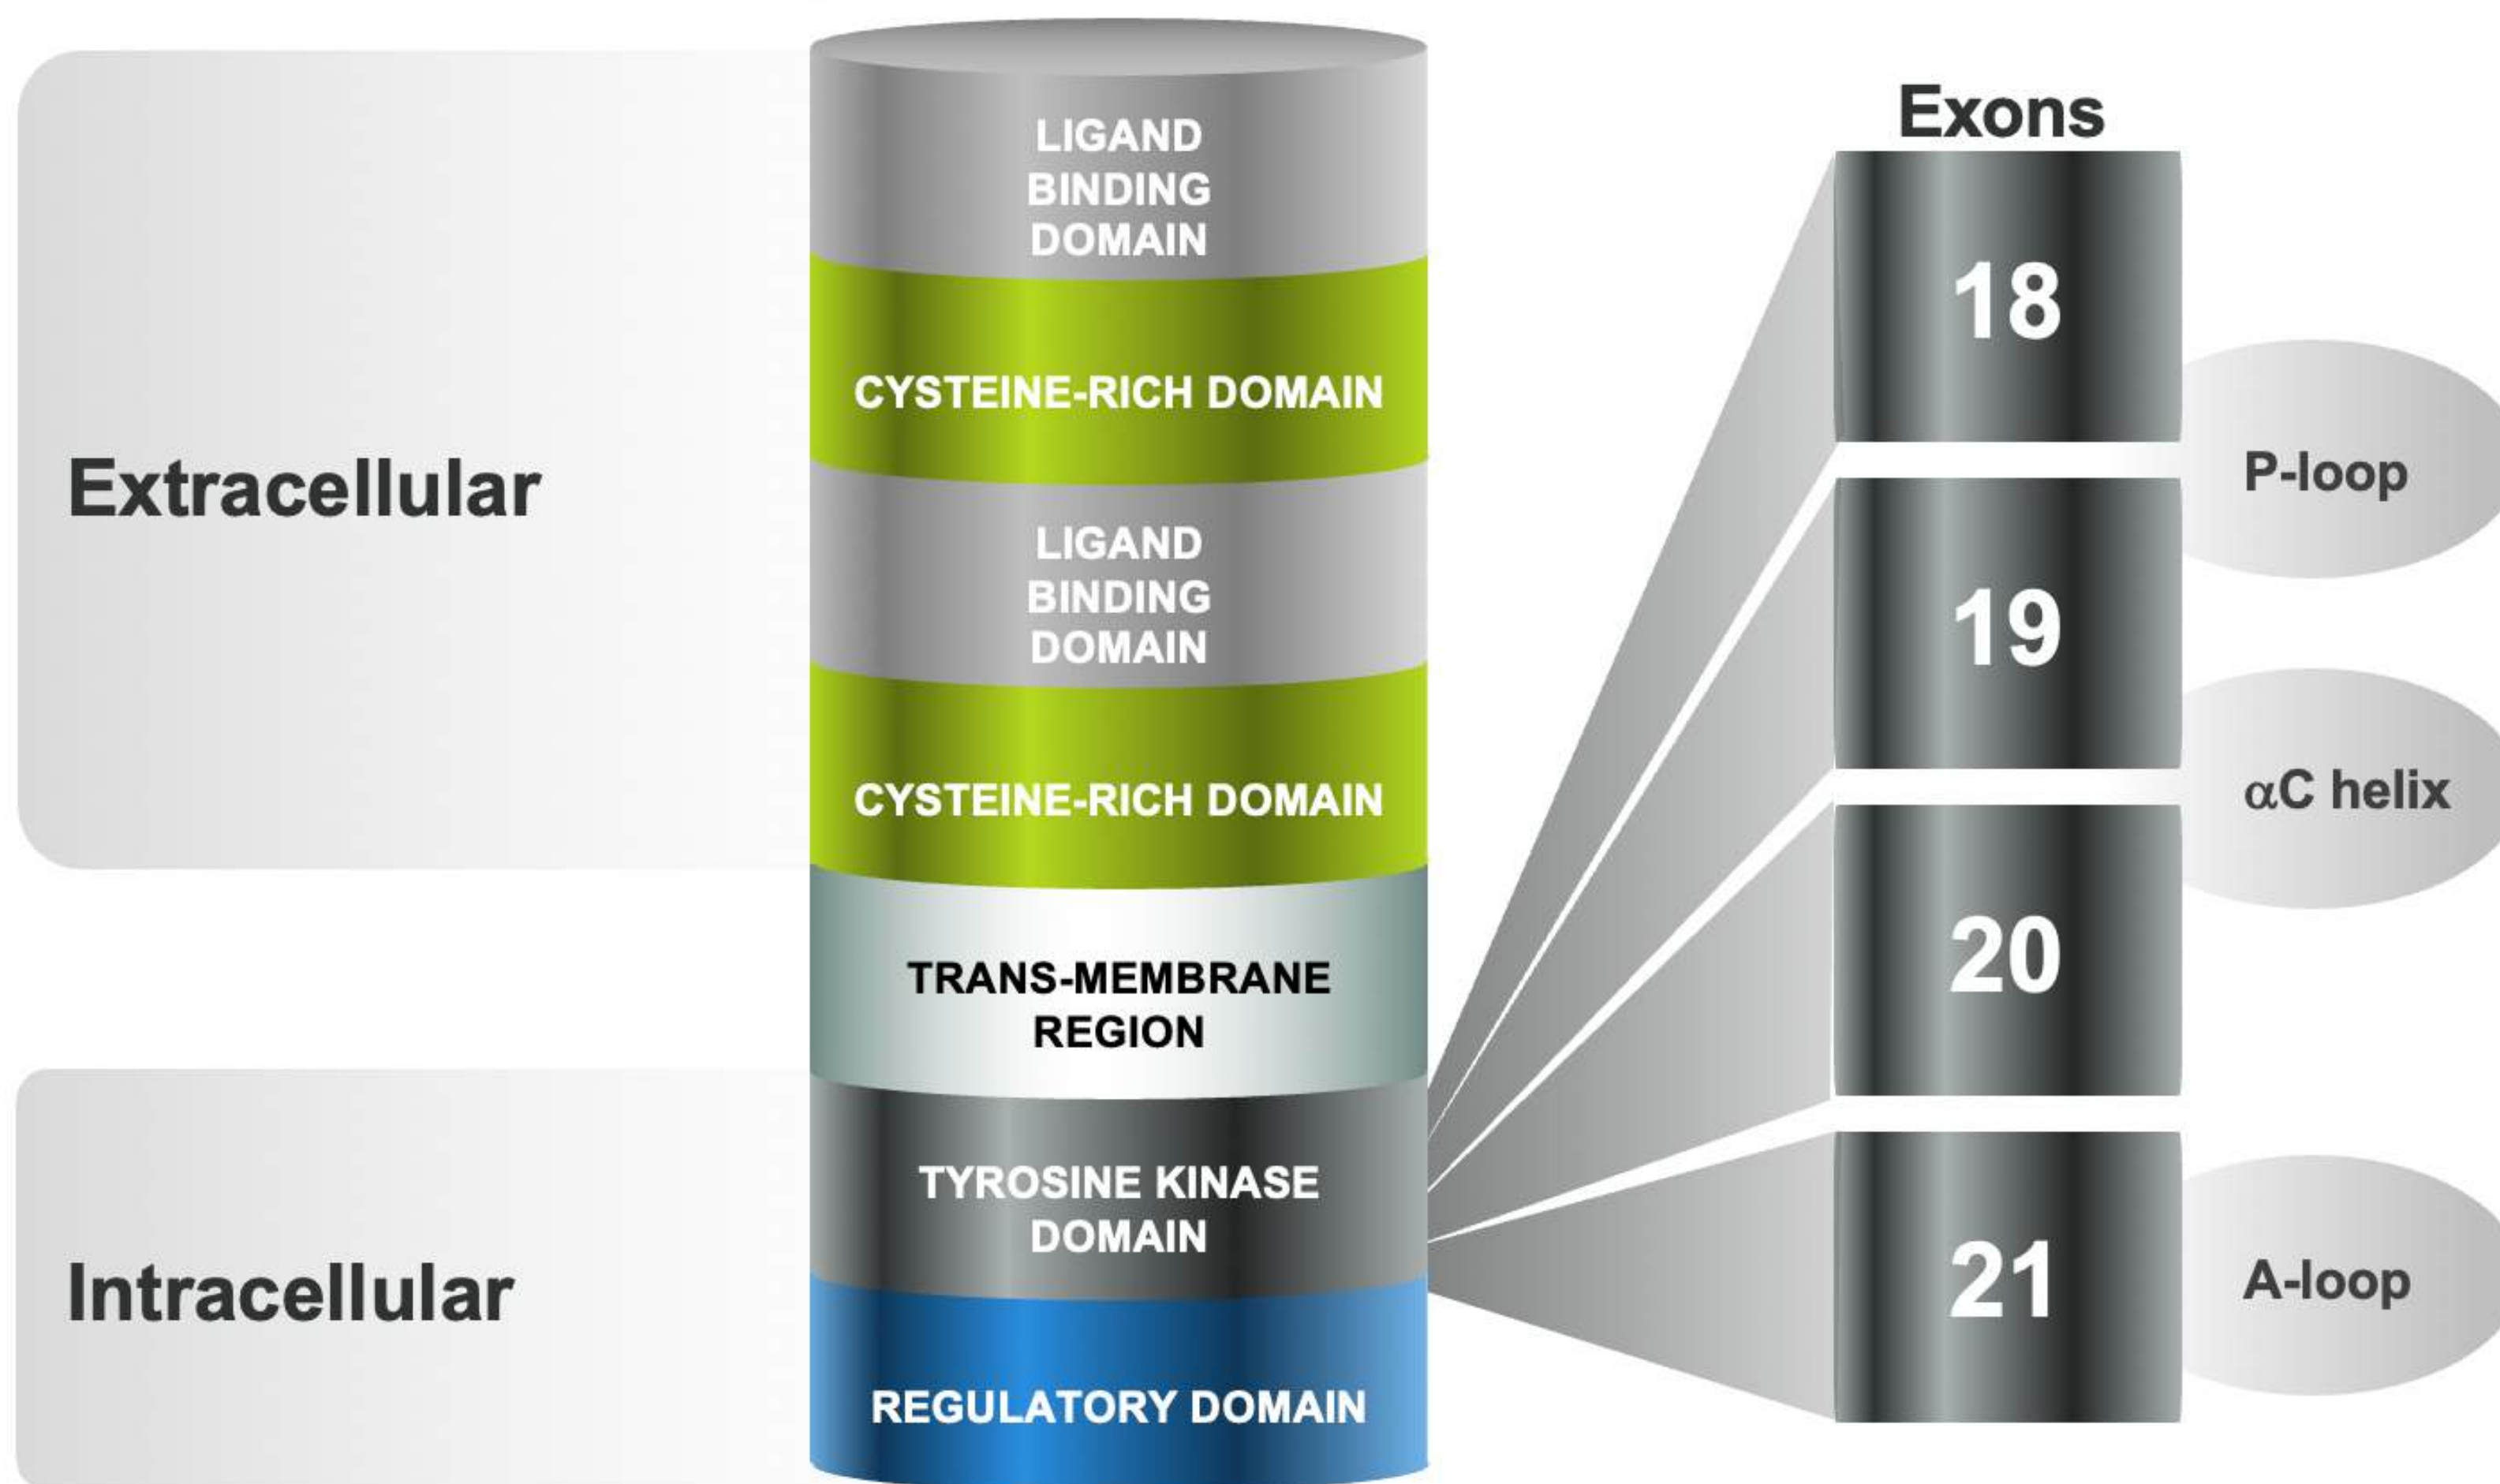 Extracellular
Intracellular
LIGAND
BINDING
DOMAIN
CYSTEINE-RICH DOMAIN
LIGAND
BINDING
DOMAIN
CYSTEINE-RICH DOMAIN
TRANS-MEMBRANE
REGION
TYROSINE KINASE
DOMAIN
REGULATORY DOMAIN
Exons
18
19
20
21
P-loop
αC helix
A-loop